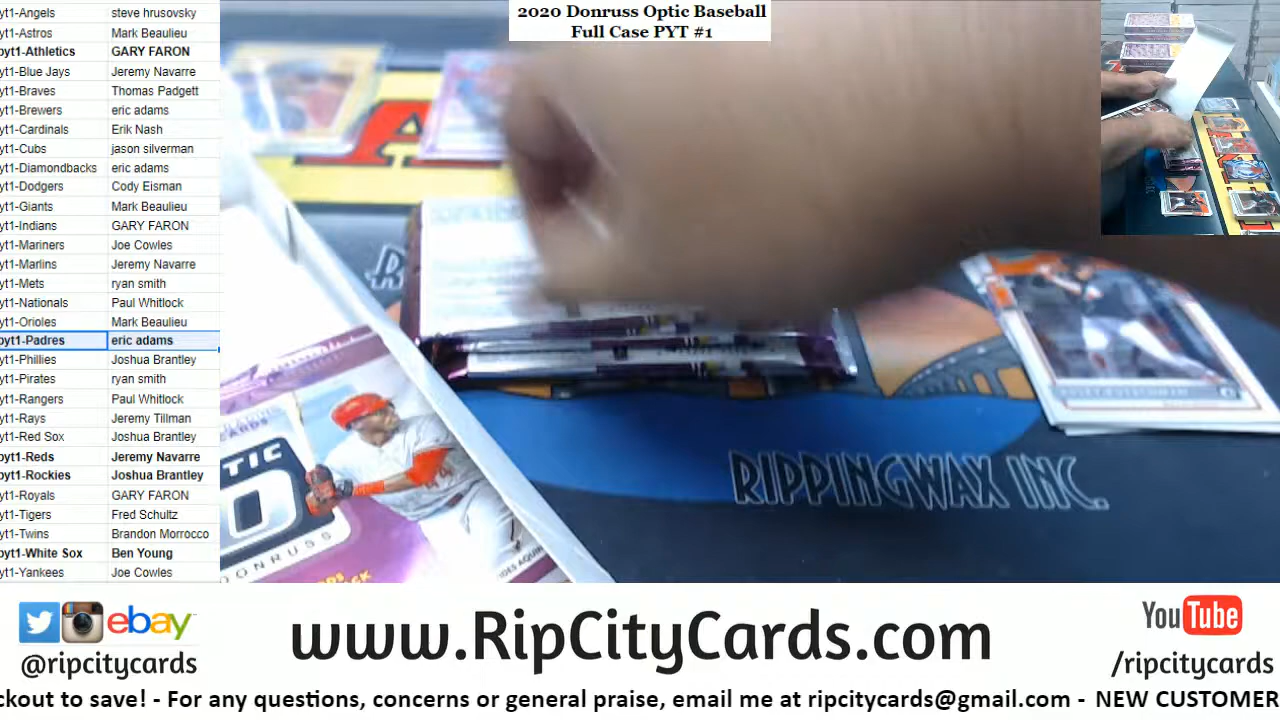 2020 Donruss Optic Baseball
Full Case PYT #1
yt1-Angels steve hrusovsky
yt1-Astros Mark Beaulieu
pyt1-Athletics GARY FARON
yt1-Blue Jays Jeremy Navarre
yt1-Braves Thomas Padgett
yt1-Brewers eric adams
yt1-Cardinals Erik Nash
yt1-Cubs jason silverman
yt1-Diamondbacks eric adams
yt1-Dodgers Cody Eisman
yt1-Giants Mark Beaulieu
yt1-Indians GARY FARON
yt1-Mariners Joe Cowles
yt1-Marlins Jeremy Navarre
yt1-Mets ryan smith
yt1-Nationals Paul Whitlock
yt1-Orioles Mark Beaulieu
pyt1-Padres eric adams
yt1-Phillies Joshua Brantley
yt1-Pirates ryan smith
yt1-Rangers Paul Whitlock
yt1-Rays Jeremy Tillman
yt1-Red Sox Joshua Brantley
pyt1-Reds Jeremy Navarre
pyt1-Rockies Joshua Brantley
yt1-Royals GARY FARON
yt1-Tigers Fred Schultz
yt1-Twins Brandon Morrocco
pyt1-White Sox Ben Young
yt1-Yankees Joe Cowles
CARDS
TIC
DONRUSS
RIPPINGWAX INC.
ebay
@ripcitycards
www.RipCityCards.com
YouTube
/ripcitycards
ckout to save! - For any questions, concerns or general praise, email me at ripcitycards@gmail.com - NEW CUSTOMER